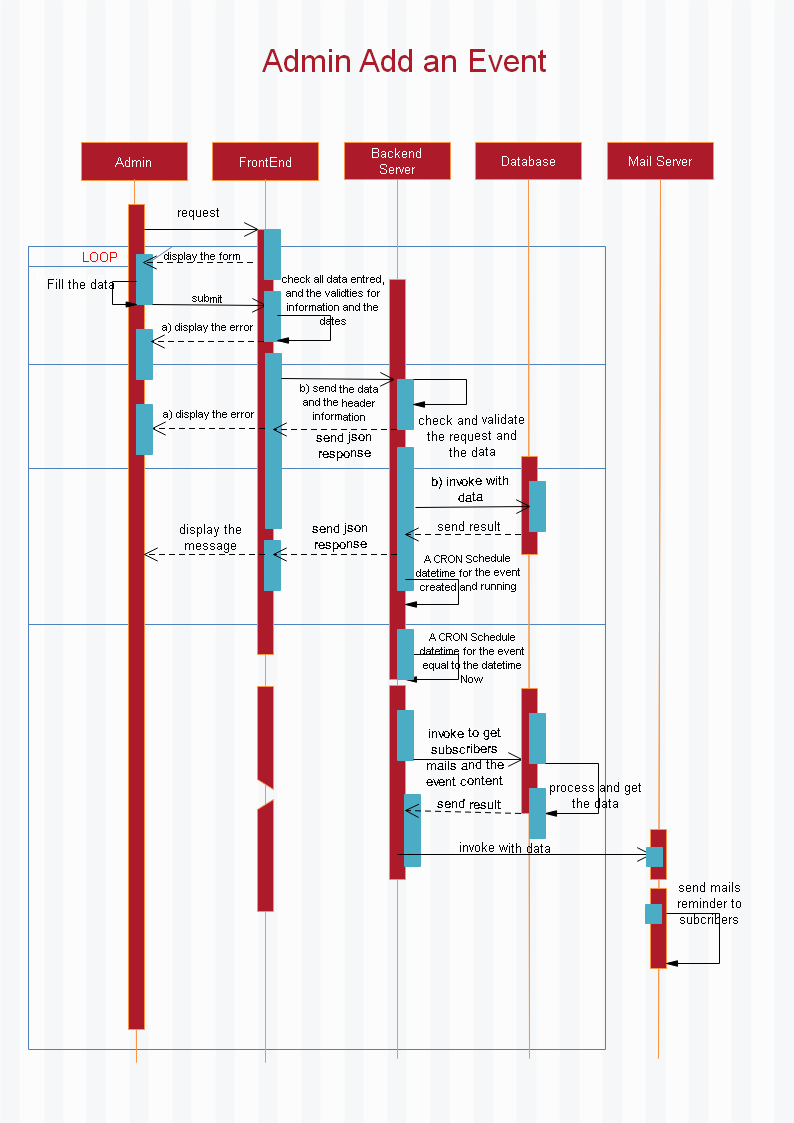 Admin Add an Event
Admin
FrontEnd
Backend
Server
Database
Mail Server
request
LOOP
display the form
Fill the data
submit
check all data entred,
and the validties for
information and the
dates
a) display the error
b) send the data
and the header
information
a) display the error
check and validate
the request and
the data
send json
response
b) invoke with
data
send result
display the
message
send json
response
A CRON Schedule
datetime for the event
created and running
A CRON Schedule
datetime for the event
equal to the datetime
Now
invoke to get
subscribers
mails and the
event content
process and get
the data
send result
invoke with data
send mails
reminder to
subcribers